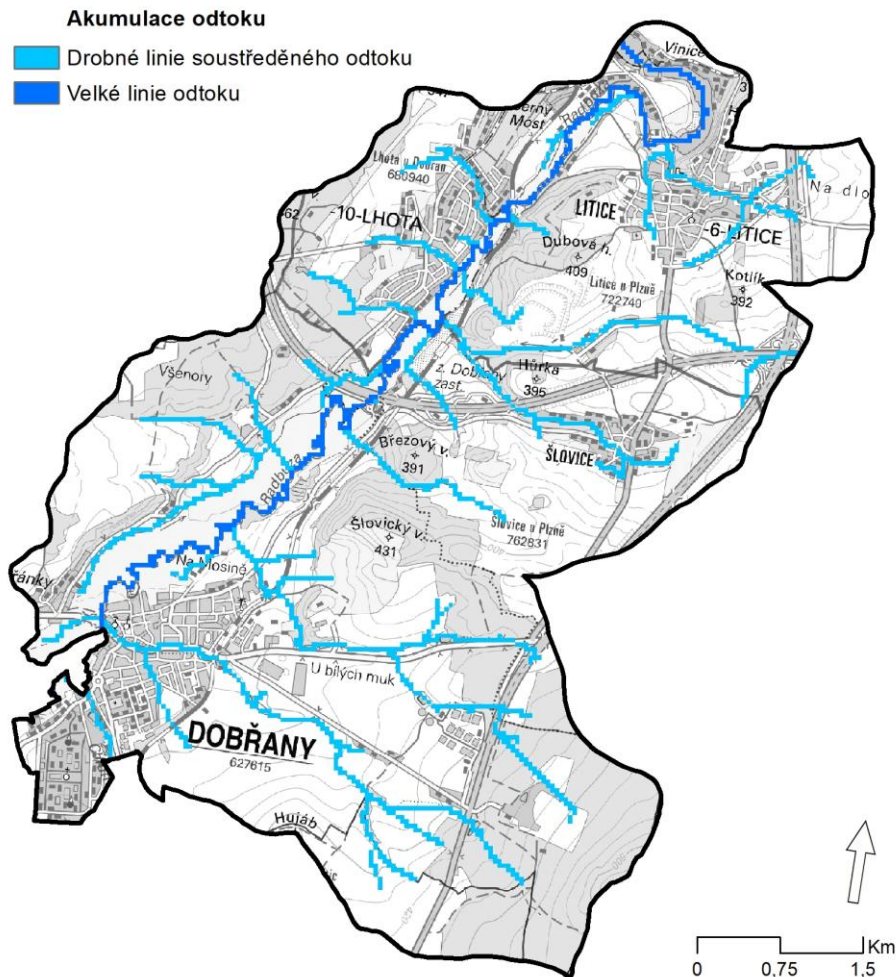 Akumulace odtoku
Drobné linie soustředěného odtoku
Velké linie odtoku
Vinice
Radbuza
Most
Lhota u Dobřan
680940
-10-LHOTA
LITICE
-6-LITICE
Na dlo
Dubová h.
409
Litice u Plzně
722740
Kotlík
392
Všenory
z. Dobřany
zast.
Hůrka
395
Březový v.
391
ŠLOVICE
Radbuza
Šlovice u Plzně
762831
Šlovický v.
431
Na Mosině
U bílých muk
DOBŘANY
627615
Hujáb
Km
0 0,75 1,5